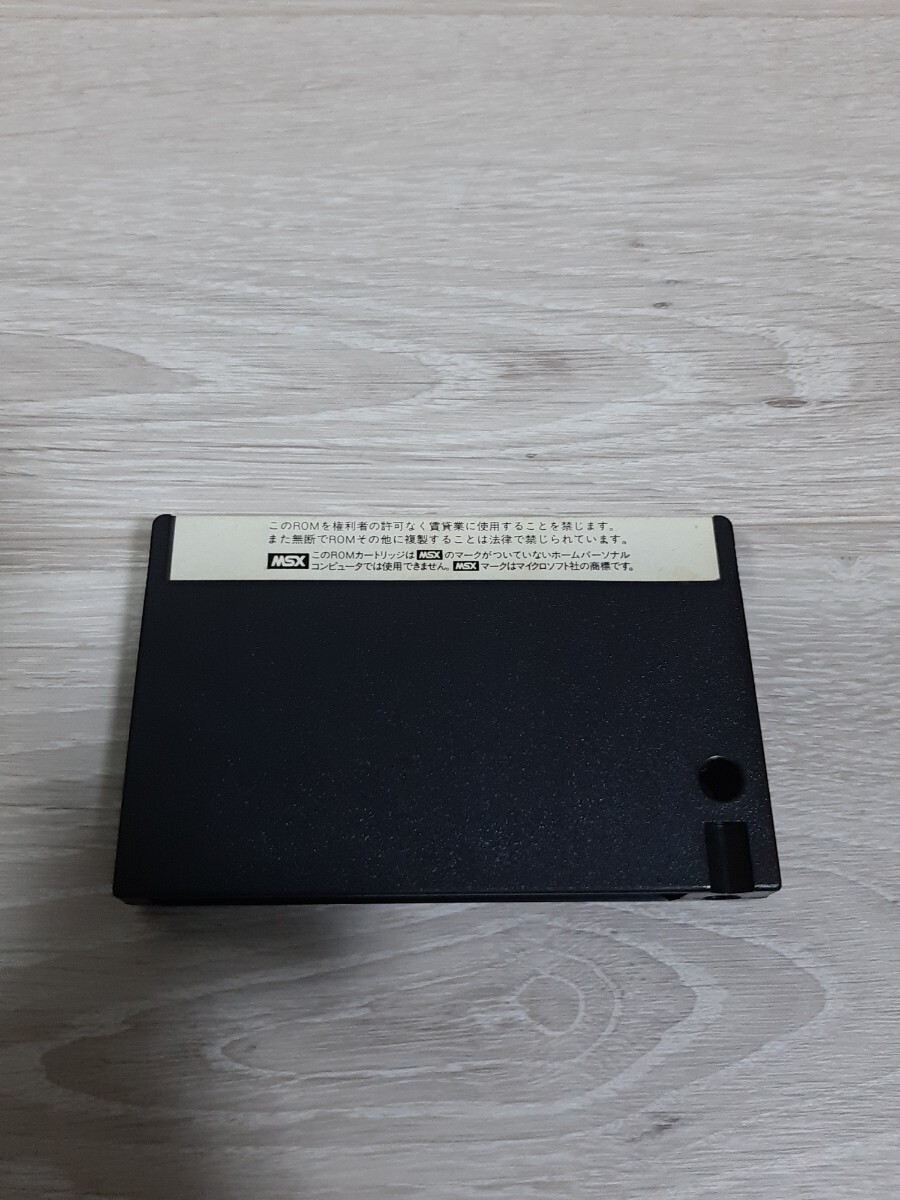 このROMを権利者の許可なく賃貸業に使用することを禁じます。
また無断でROMその他に複製することは法律で禁じられています。
MSX このROMカートリッジは MSX のマークがついていないホームパーソナル
コンピュータでは使用できません。 MSX マークはマイクロソフト社の商標です。